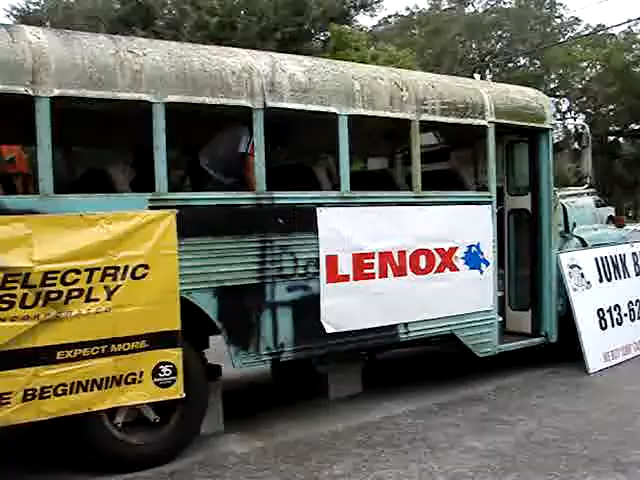 ELECTRIC
SUPPLY
EXPECT MORE.
E BEGINNING!
35
LENOX
JUNK
813-62